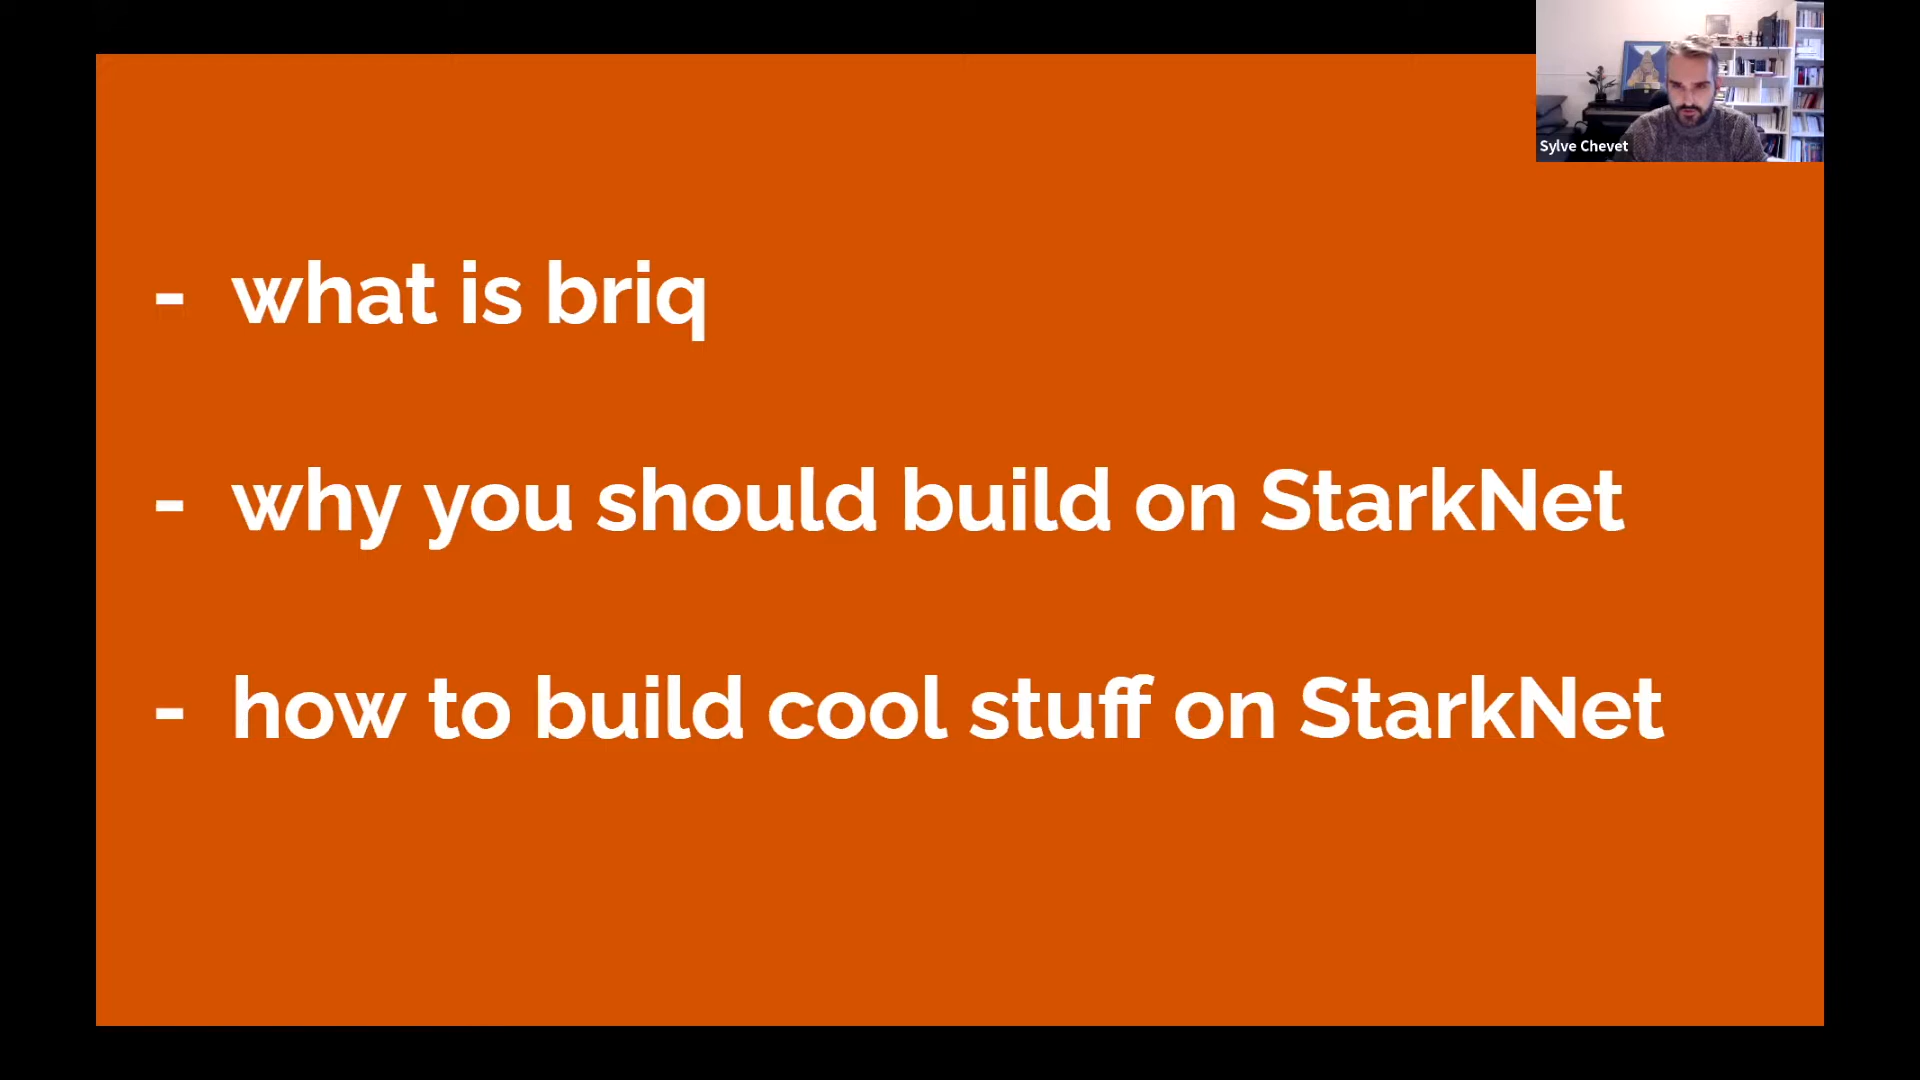 Sylve Chevet
- what is briq
- why you should build on StarkNet
- how to build cool stuff on StarkNet